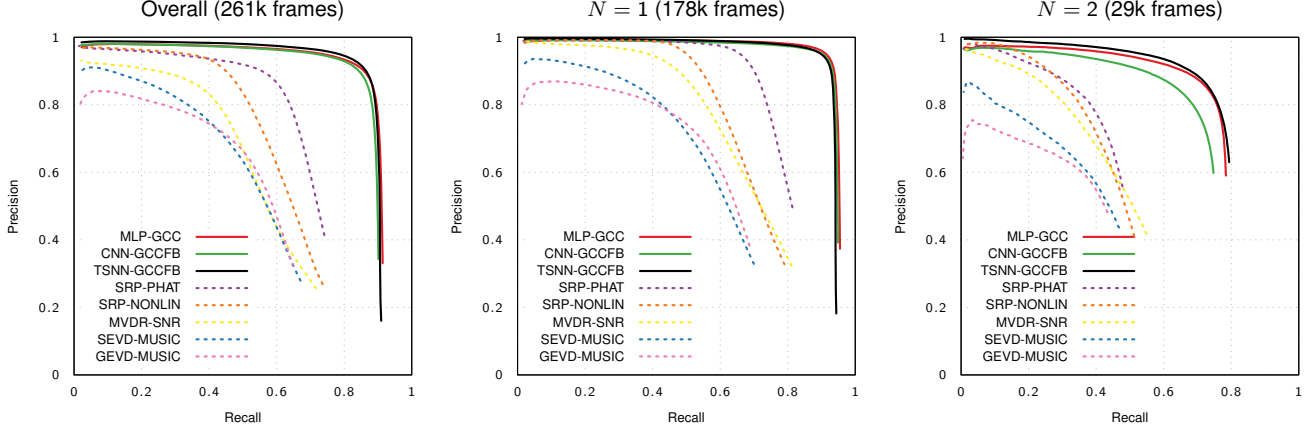 Overall (261k frames)
Precision
1
0.8
0.6
0.4
0.2
0
MLP-GCC
CNN-GCCFB
TSNN-GCCFB
SRP-PHAT
SRP-NONLIN
MVDR-SNR
SEVD-MUSIC
GEVD-MUSIC
0 0.2 0.4 0.6 0.8 1
Recall
N = 1 (178k frames)
Precision
1
0.8
0.6
0.4
0.2
0
MLP-GCC
CNN-GCCFB
TSNN-GCCFB
SRP-PHAT
SRP-NONLIN
MVDR-SNR
SEVD-MUSIC
GEVD-MUSIC
0 0.2 0.4 0.6 0.8 1
Recall
N = 2 (29k frames)
Precision
1
0.8
0.6
0.4
0.2
0
MLP-GCC
CNN-GCCFB
TSNN-GCCFB
SRP-PHAT
SRP-NONLIN
MVDR-SNR
SEVD-MUSIC
GEVD-MUSIC
0 0.2 0.4 0.6 0.8 1
Recall